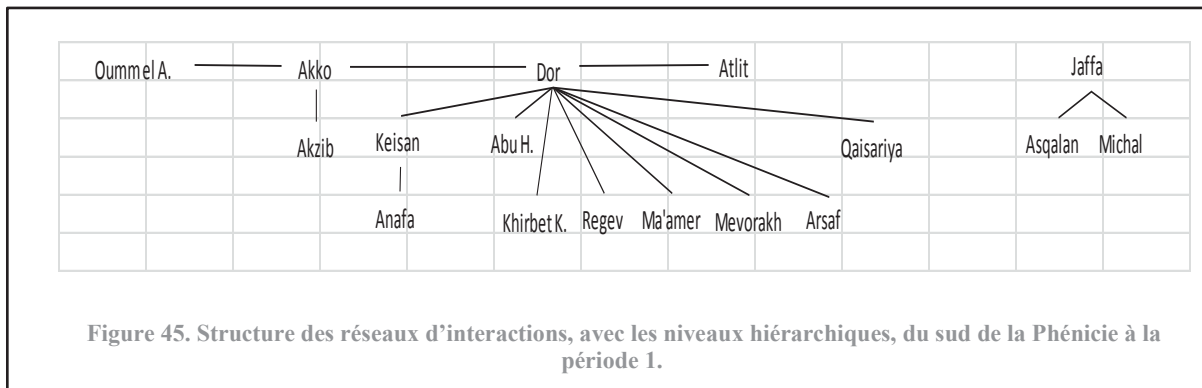 Oumm el A. Akko Dor Atlit Jaffa
Akzib Keisan Abu H. Qaisariya Asqalan Michal
Anafa Khirbet K. Regev Ma'amer Mevorakh Arsaf
Figure 45. Structure des réseaux d’interactions, avec les niveaux hiérarchiques, du sud de la Phénicie à la
période 1.